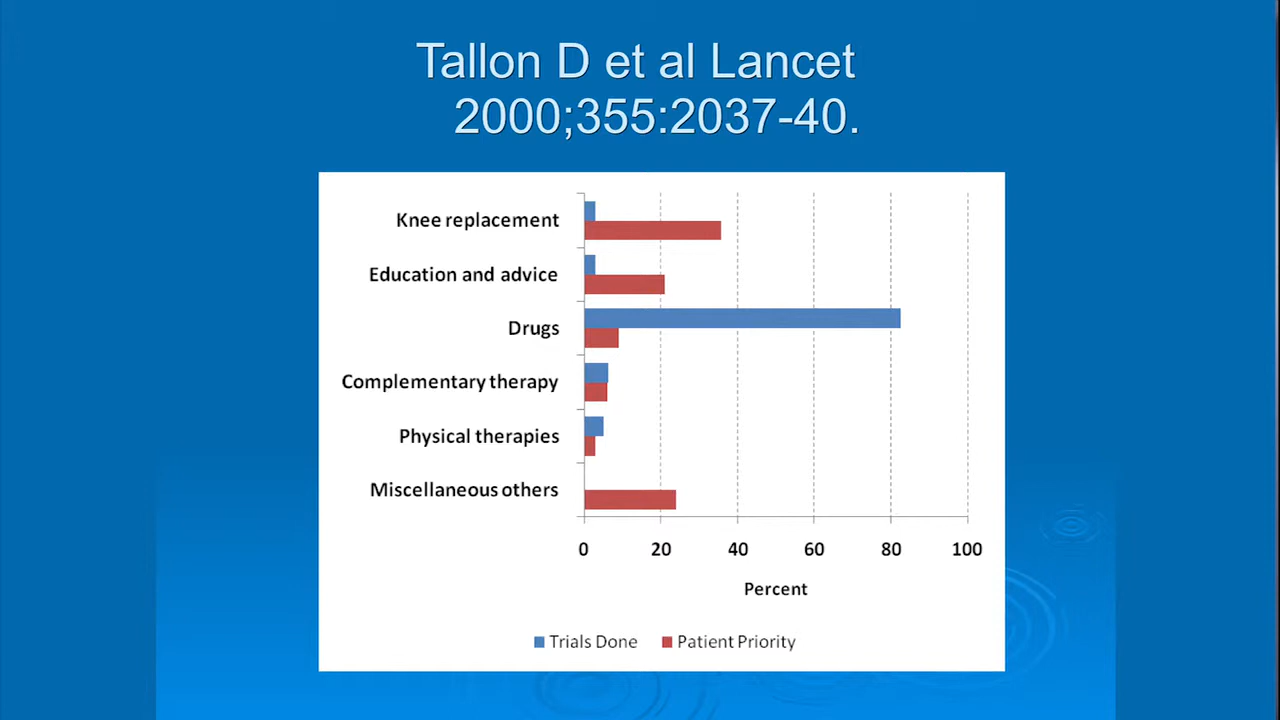 Tallon D et al Lancet
2000;355:2037-40.
Knee replacement
Education and advice
Drugs
Complementary therapy
Physical therapies
Miscellaneous others
0 20 40 60 80 100
Percent
Trials Done Patient Priority